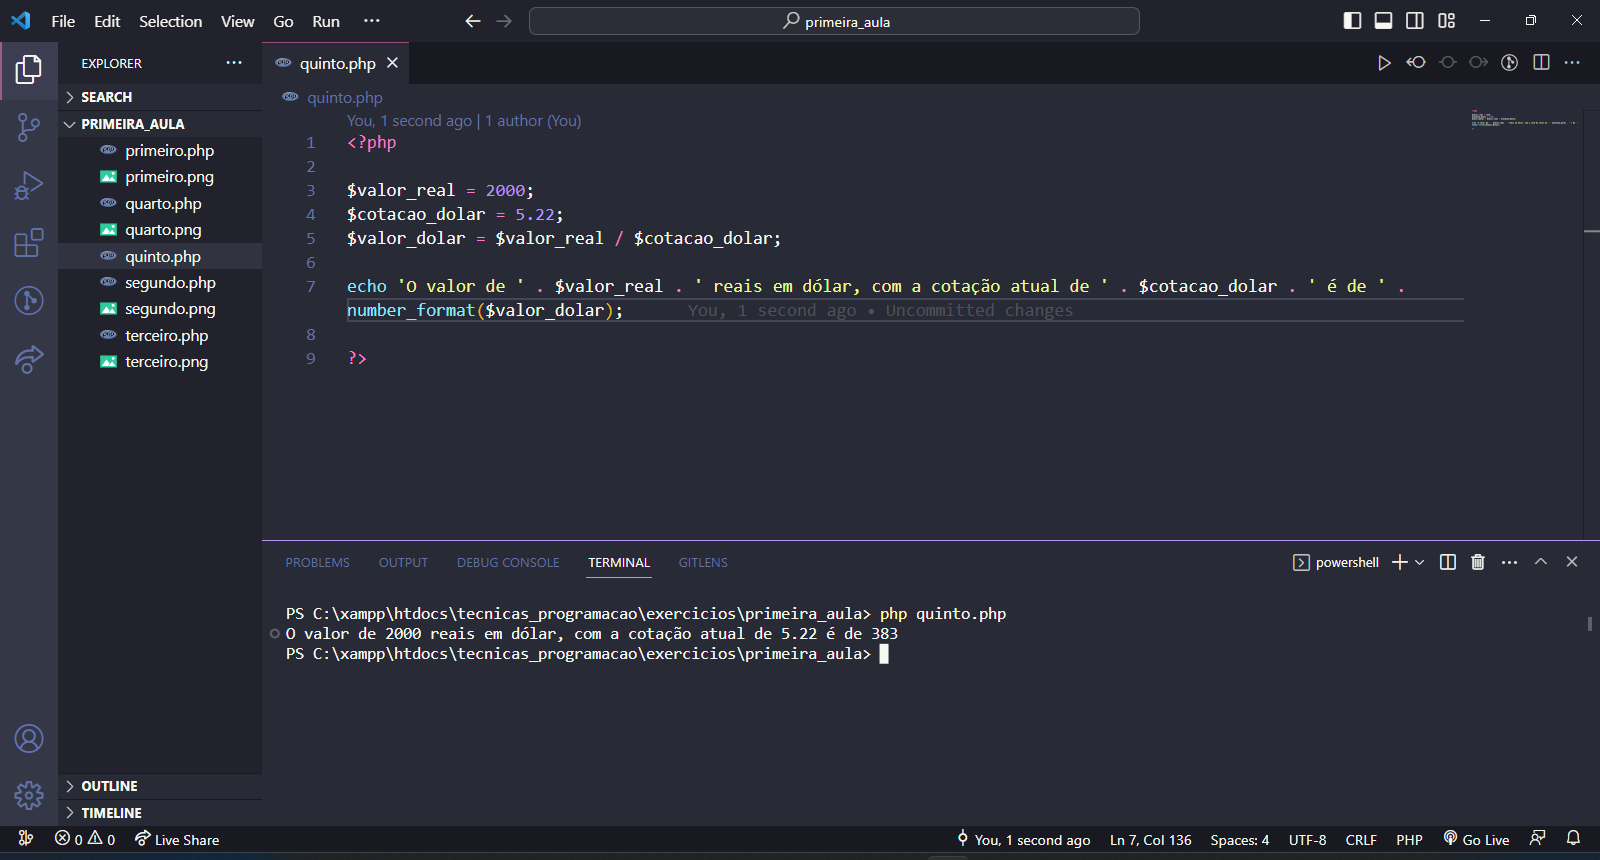 File Edit Selection View Go Run ··· primeira_aula
EXPLORER ···
SEARCH
PRIMEIRA_AULA
primeiro.php
primeiro.png
quarto.php
quarto.png
quinto.php
segundo.php
segundo.png
terceiro.php
terceiro.png
OUTLINE
TIMELINE
quinto.php
quinto.php
You, 1 second ago | 1 author (You)
1 <?php
2
3 $valor_real = 2000;
4 $cotacao_dolar = 5.22;
5 $valor_dolar = $valor_real / $cotacao_dolar;
6
7 echo 'O valor de ' . $valor_real . ' reais em dólar, com a cotação atual de ' . $cotacao_dolar . ' é de ' .
number_format($valor_dolar); You, 1 second ago • Uncommitted changes
8
9 ?>
PROBLEMS OUTPUT DEBUG CONSOLE TERMINAL GITLENS powershell
PS C:\xampp\htdocs\tecnicas_programacao\exercicios\primeira_aula> php quinto.php
O valor de 2000 reais em dólar, com a cotação atual de 5.22 é de 383
PS C:\xampp\htdocs\tecnicas_programacao\exercicios\primeira_aula>
0 0 Live Share You, 1 second ago Ln 7, Col 136 Spaces: 4 UTF-8 CRLF PHP Go Live